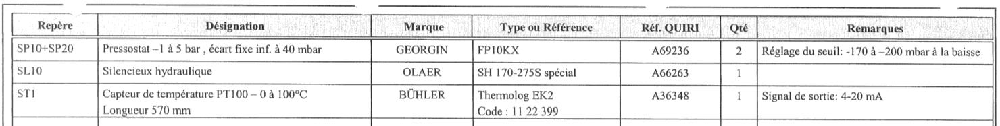 Repère Désignation Marque Type ou Référence Réf. QUIRI Qté Remarques
SP10+SP20 Pressostat –1 à 5 bar , écart fixe inf. à 40 mbar GEORGIN FP10KX A69236 2 Réglage du seuil: -170 à –200 mbar à la baisse
SL10 Silencieux hydraulique OLAER SH 170-275S spécial A66263 1
ST1 Capteur de température PT100 – 0 à 100°C BÜHLER Thermolog EK2 A36348 1 Signal de sortie: 4-20 mA
Longueur 570 mm Code : 11 22 399